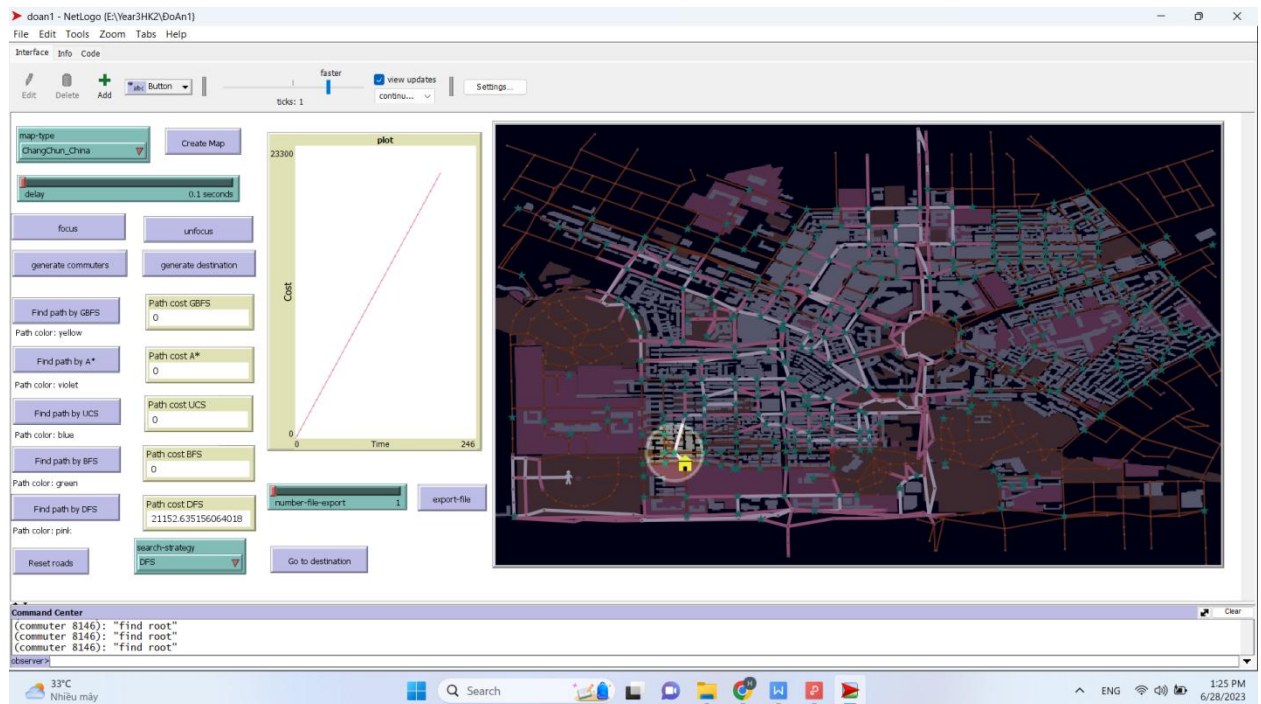 doan1 - NetLogo {E:\Year3HK2\ĐoÁn1}
File Edit Tools Zoom Tabs Help
Interface Info Code
Edit Delete Add abc Button faster view updates Settings...
ticks: 1 continu...
map-type
ChangChun_China
Create Map
delay 0.1 seconds
focus unfocus
generate commuters generate destination
Find path by GBFS
Path cost GBFS
0
Path color: yellow
Find path by A*
Path cost A*
0
Path color: violet
Find path by UCS
Path cost UCS
0
Path color: blue
Find path by BFS
Path cost BFS
0
Path color: green
Find path by DFS
Path cost DFS
21152.635156064018
Path color: pink
Reset roads
search-strategy
DFS
Go to destination
plot
23300
Cost
0
0 Time 246
number-file-export 1
export-file
Command Center Clear
(commuter 8146): "find root"
(commuter 8146): "find root"
(commuter 8146): "find root"
observer>
33°C
Nhiều mây
Search
ENG
1:25 PM
6/28/2023